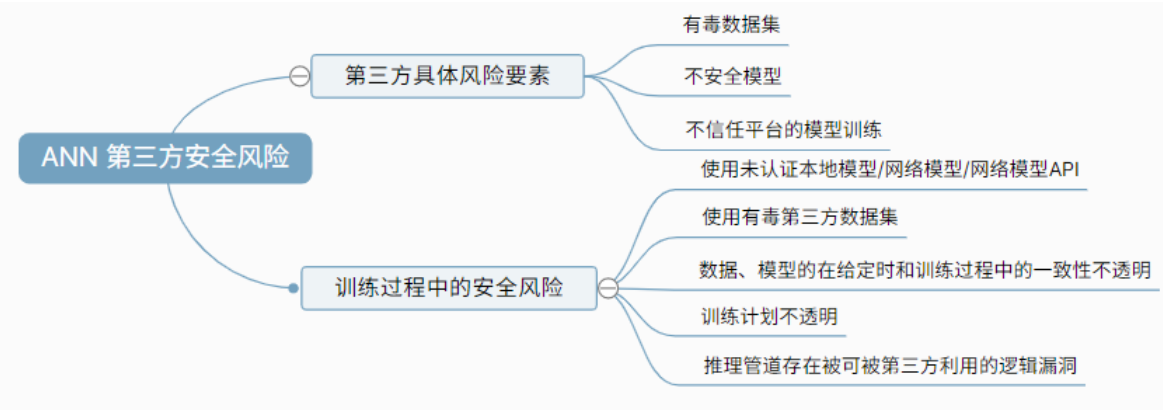 ANN 第三方安全风险
第三方具体风险要素
有毒数据集
不安全模型
不信任平台的模型训练
训练过程中的安全风险
使用未认证本地模型/网络模型/网络模型API
使用有毒第三方数据集
数据、模型的在给定时和训练过程中的一致性不透明
训练计划不透明
推理管道存在被可被第三方利用的逻辑漏洞